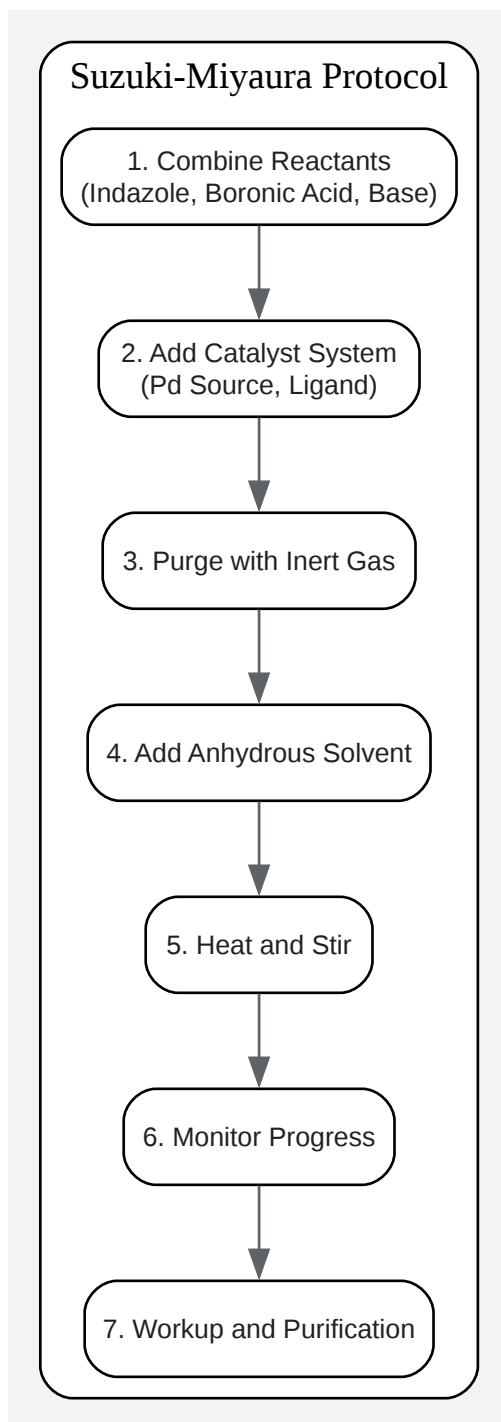 Suzuki-Miyaura Protocol
1. Combine Reactants
(Indazole, Boronic Acid, Base)
2. Add Catalyst System
(Pd Source, Ligand)
3. Purge with Inert Gas
4. Add Anhydrous Solvent
5. Heat and Stir
6. Monitor Progress
7. Workup and Purification